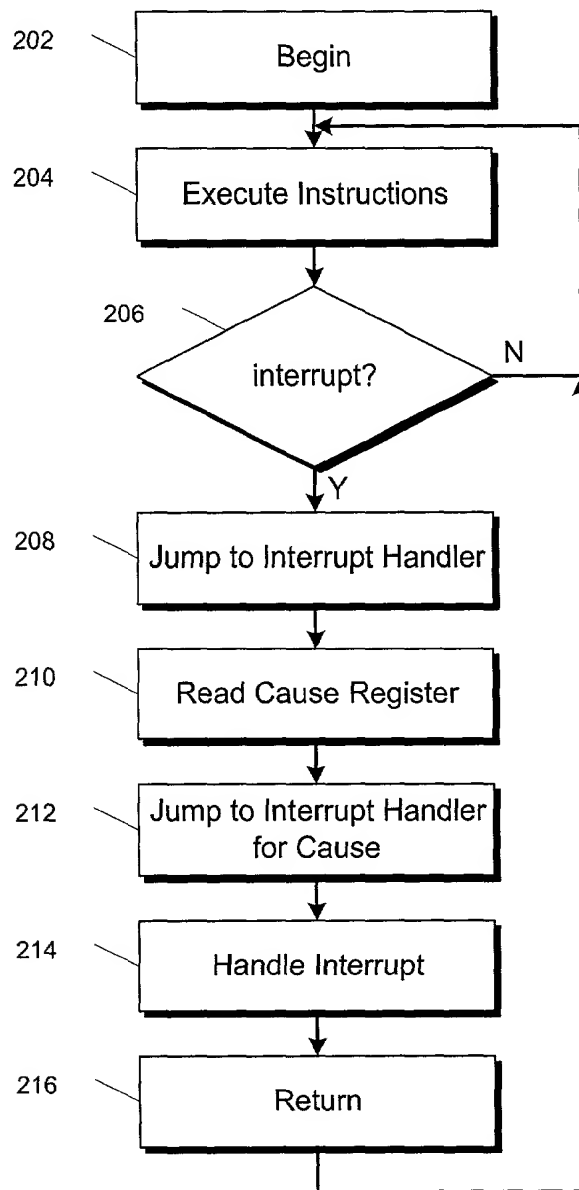 202
Begin
204
Execute Instructions
206
interrupt?
N
Y
208
Jump to Interrupt Handler
210
Read Cause Register
212
Jump to Interrupt Handler
for Cause
214
Handle Interrupt
216
Return